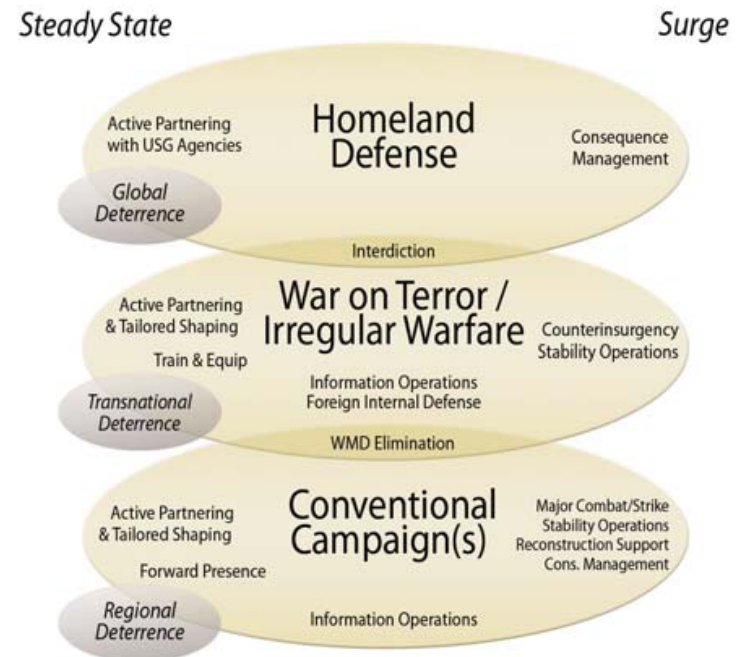 Steady State
Surge
Homeland
Defense
Active Partnering
with USG Agencies
Consequence
Management
Global
Deterrence
Interdiction
War on Terror /
Irregular Warfare
Active Partnering
& Tailored Shaping
Train & Equip
Counterinsurgency
Stability Operations
Information Operations
Foreign Internal Defense
Transnational
Deterrence
WMD Elimination
Conventional
Campaign(s)
Active Partnering
& Tailored Shaping
Forward Presence
Major Combat/Strike
Stability Operations
Reconstruction Support
Cons. Management
Regional
Deterrence
Information Operations